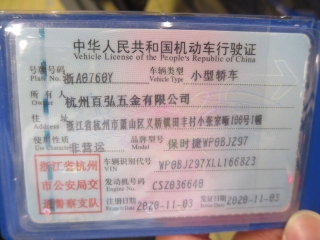 中华人民共和国机动车行驶证
Vehicle License of the People's Republic of China
号牌号码 浙A0760Y 车辆类型 小型轿车
Plate No. Vehicle Type
所有人 杭州百弘五金有限公司
Owner
住址 浙江省杭州市萧山区义桥镇田丰村小张家畈106号1幢
Address
使用性质 非营运 品牌型号 保时捷WP0BJ297
Use Character Model
浙江省杭州 车辆识别代号 WP0BJ297XLL166823
VIN
市公安局交 发动机号码 CSZ036640
Engine No.
通警察支队 注册日期 2020-11-03 发证日期 2020-11-03
Register Date Issue Date